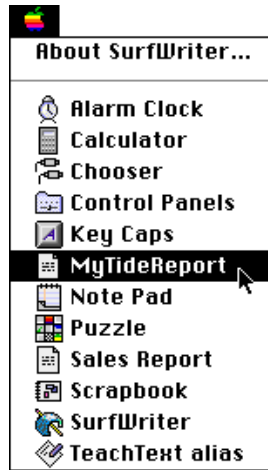 About SurfWriter...
Alarm Clock
Calculator
Chooser
Control Panels
Key Caps
MyTideReport
Note Pad
Puzzle
Sales Report
Scrapbook
SurfWriter
TeachText alias